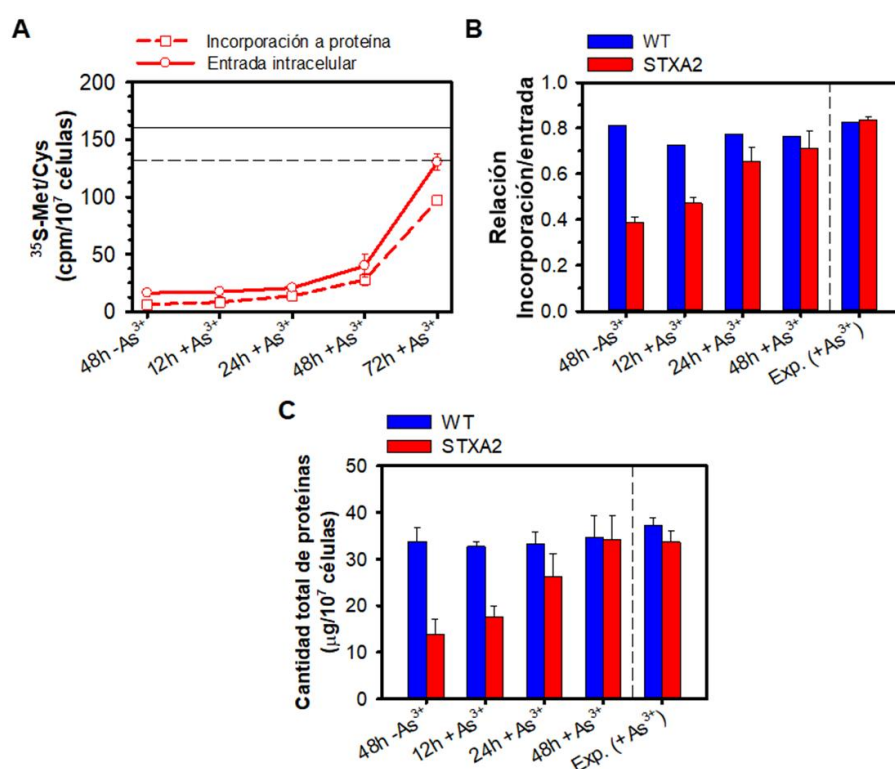 A
Incorporación a proteína
Entrada intracelular
³⁵S-Met/Cys
(cpm/10⁷ células)
200
150
100
50
0
48h -As³⁺
12h +As³⁺
24h +As³⁺
48h +As³⁺
72h +As³⁺
B
WT
STXA2
Relación
Incorporación/entrada
1.0
0.8
0.6
0.4
0.2
0.0
48h -As³⁺
12h +As³⁺
24h +As³⁺
48h +As³⁺
Exp. (+As³⁺)
C
WT
STXA2
Cantidad total de proteínas
(μg/10⁷ células)
50
40
30
20
10
0
48h -As³⁺
12h +As³⁺
24h +As³⁺
48h +As³⁺
Exp. (+As³⁺)